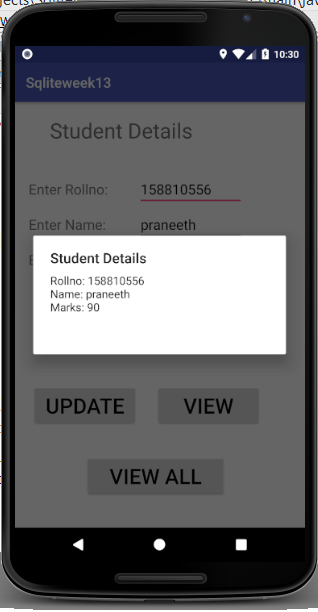 10:30
Sqliteweek13
Student Details
Enter Rollno: 158810556
Enter Name: praneeth
Student Details
Rollno: 158810556
Name: praneeth
Marks: 90
UPDATE VIEW
VIEW ALL